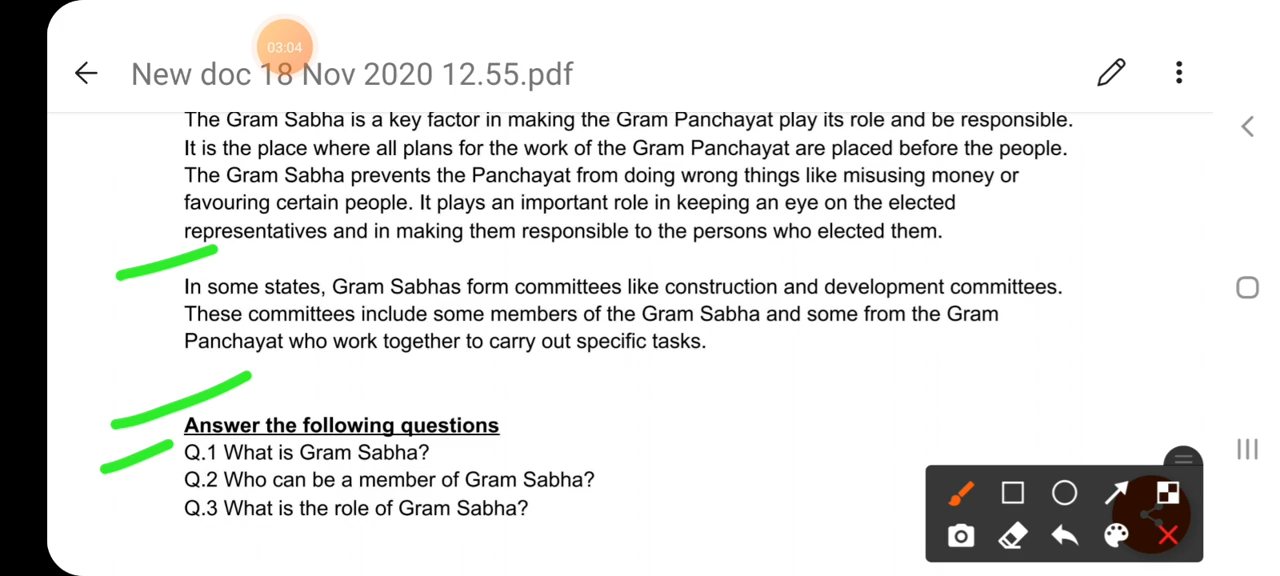 03:04
New doc 18 Nov 2020 12.55.pdf
The Gram Sabha is a key factor in making the Gram Panchayat play its role and be responsible.
It is the place where all plans for the work of the Gram Panchayat are placed before the people.
The Gram Sabha prevents the Panchayat from doing wrong things like misusing money or
favouring certain people. It plays an important role in keeping an eye on the elected
representatives and in making them responsible to the persons who elected them.
In some states, Gram Sabhas form committees like construction and development committees.
These committees include some members of the Gram Sabha and some from the Gram
Panchayat who work together to carry out specific tasks.
Answer the following questions
Q.1 What is Gram Sabha?
Q.2 Who can be a member of Gram Sabha?
Q.3 What is the role of Gram Sabha?